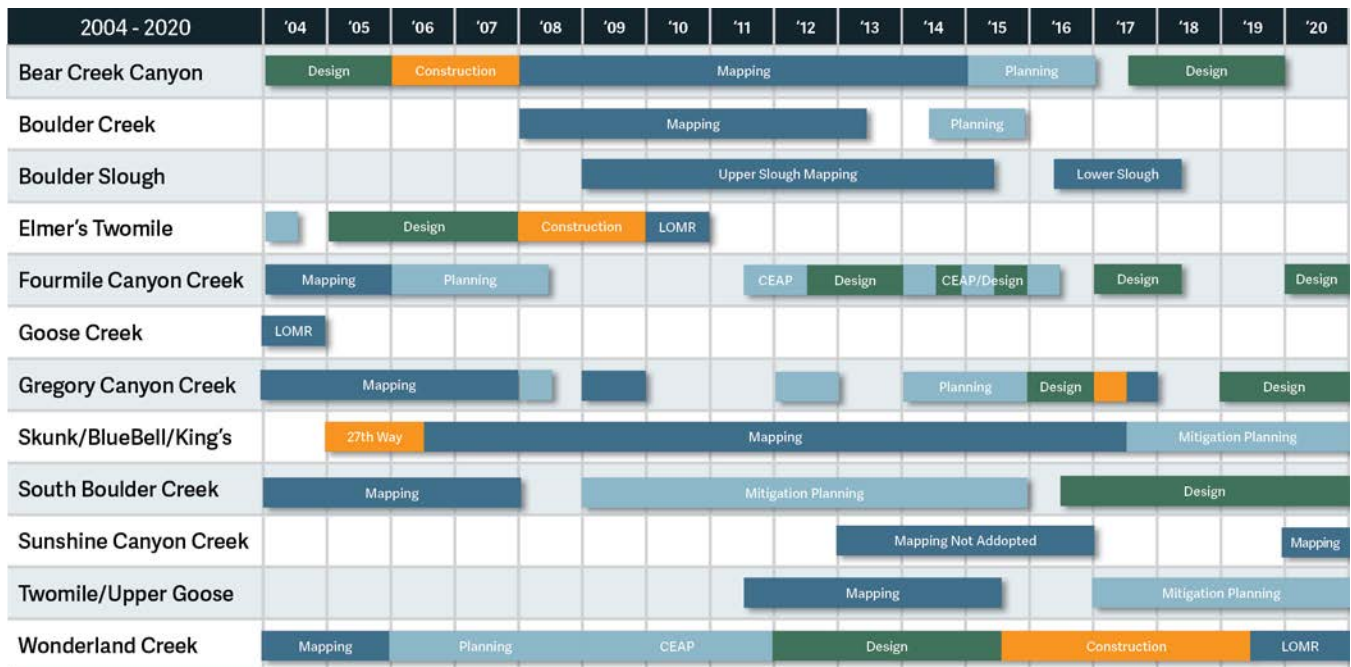 2004 - 2020 '04 '05 '06 '07 '08 '09 '10 '11 '12 '13 '14 '15 '16 '17 '18 '19 '20
Bear Creek Canyon Design Construction Mapping Planning Design
Boulder Creek Mapping Planning
Boulder Slough Upper Slough Mapping Lower Slough
Elmer's Twomile Design Construction LOMR
Fourmile Canyon Creek Mapping Planning CEAP Design CEAP/Design Design Design
Goose Creek LOMR
Gregory Canyon Creek Mapping Planning Design Design
Skunk/BlueBell/King's 27th Way Mapping Mitigation Planning
South Boulder Creek Mapping Mitigation Planning Design
Sunshine Canyon Creek Mapping Not Addopted Mapping
Twomile/Upper Goose Mapping Mitigation Planning
Wonderland Creek Mapping Planning CEAP Design Construction LOMR